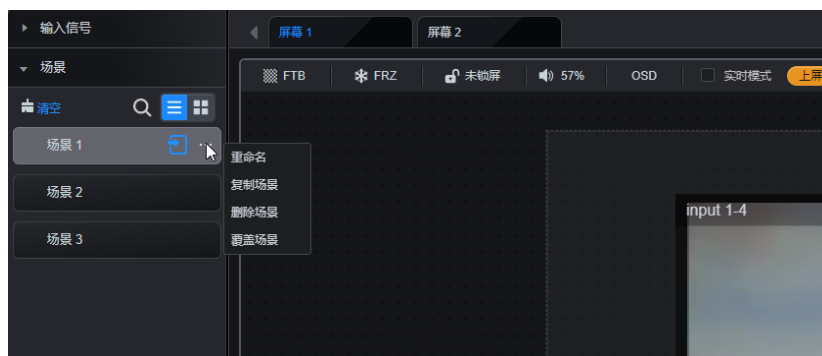 输入信号
屏幕 1
屏幕 2
场景
FTB
FRZ
未锁屏
57%
OSD
实时模式
上屏
清空
场景 1
重命名
复制场景
删除场景
覆盖场景
场景 2
场景 3
input 1-4